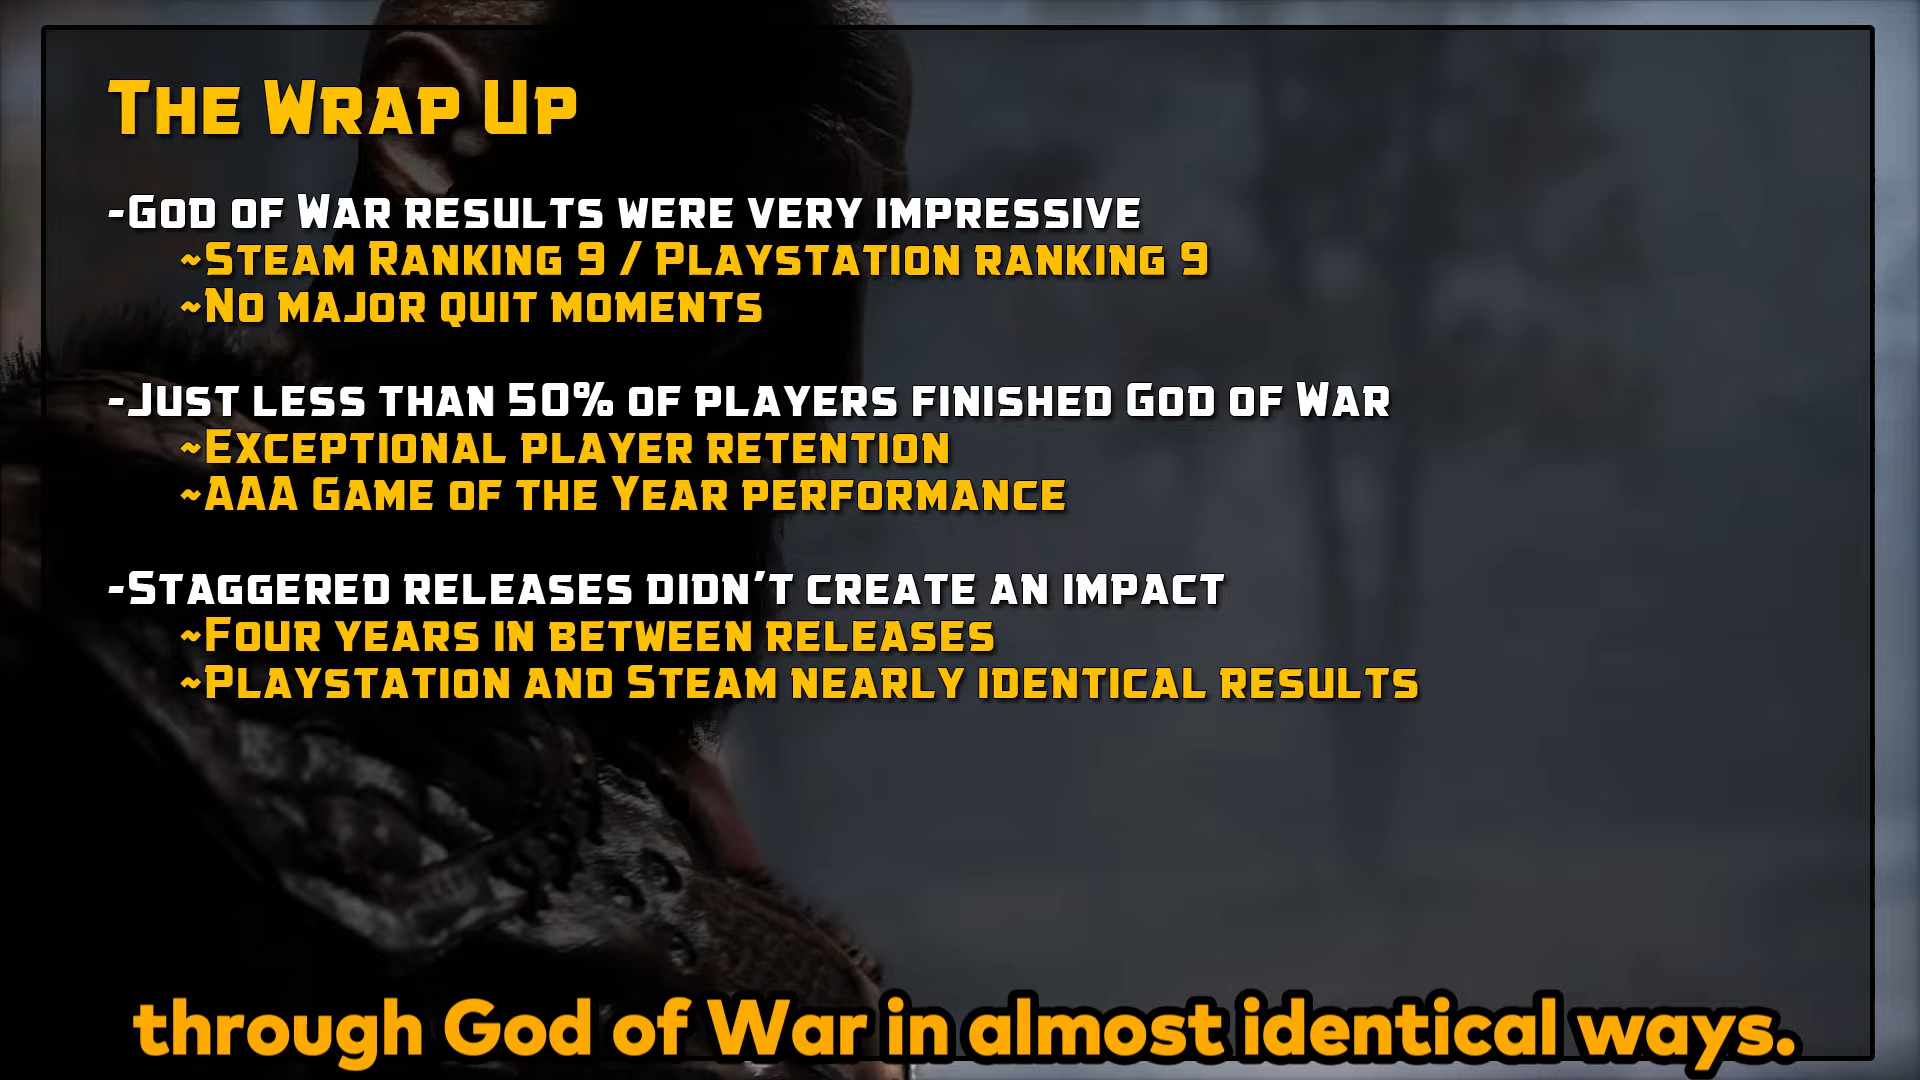 The Wrap Up
-God of War results were very impressive
~Steam Ranking 9 / Playstation ranking 9
~No major quit moments
-Just less than 50% of players finished God of War
~Exceptional player retention
~AAA Game of the Year performance
-Staggered releases didn't create an impact
~Four years in between releases
~Playstation and Steam nearly identical results
through God of War in almost identical ways.